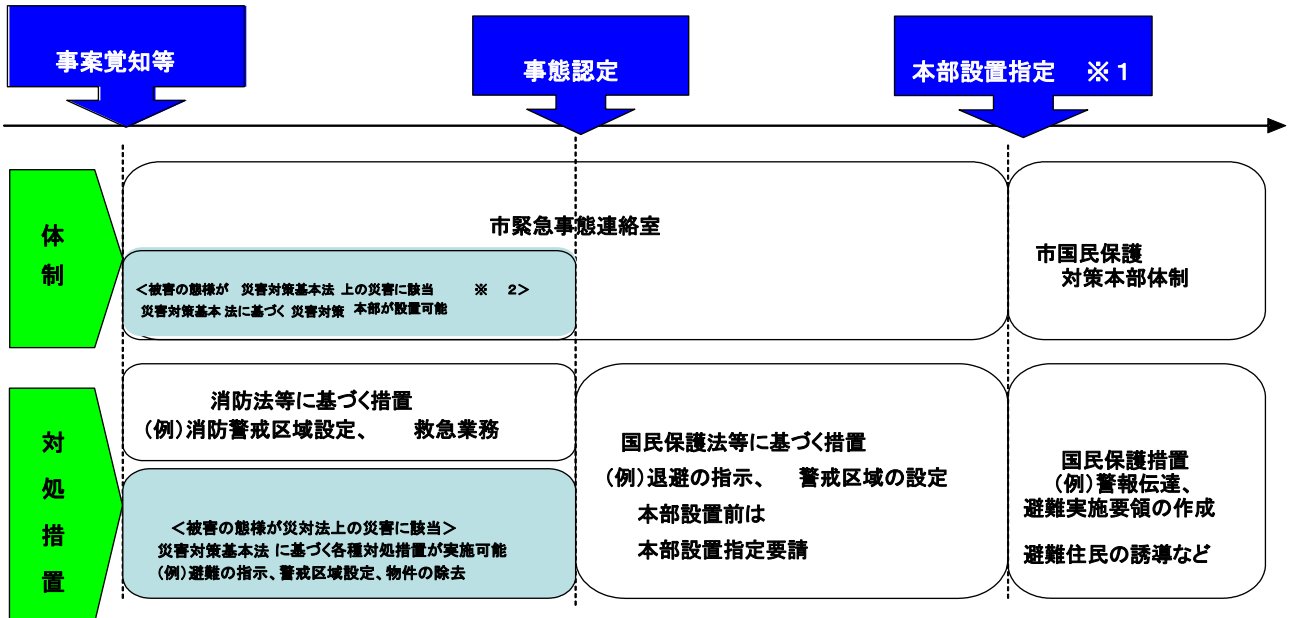 事案覚知等
事態認定
本部設置指定 ※1
体制
市緊急事態連絡室
<被害の態様が 災害対策基本法 上の災害に該当 ※ 2>
災害対策基本 法に基づく 災害対策 本部が設置可能
市国民保護
対策本部体制
対処措置
消防法等に基づく措置
(例)消防警戒区域設定、 救急業務
<被害の態様が災対法上の災害に該当>
災害対策基本法 に基づく各種対処措置が実施可能
(例)避難の指示、警戒区域設定、物件の除去
国民保護法等に基づく措置
(例)退避の指示、 警戒区域の設定
本部設置前は
本部設置指定要請
国民保護措置
(例)警報伝達、
避難実施要領の作成
避難住民の誘導など